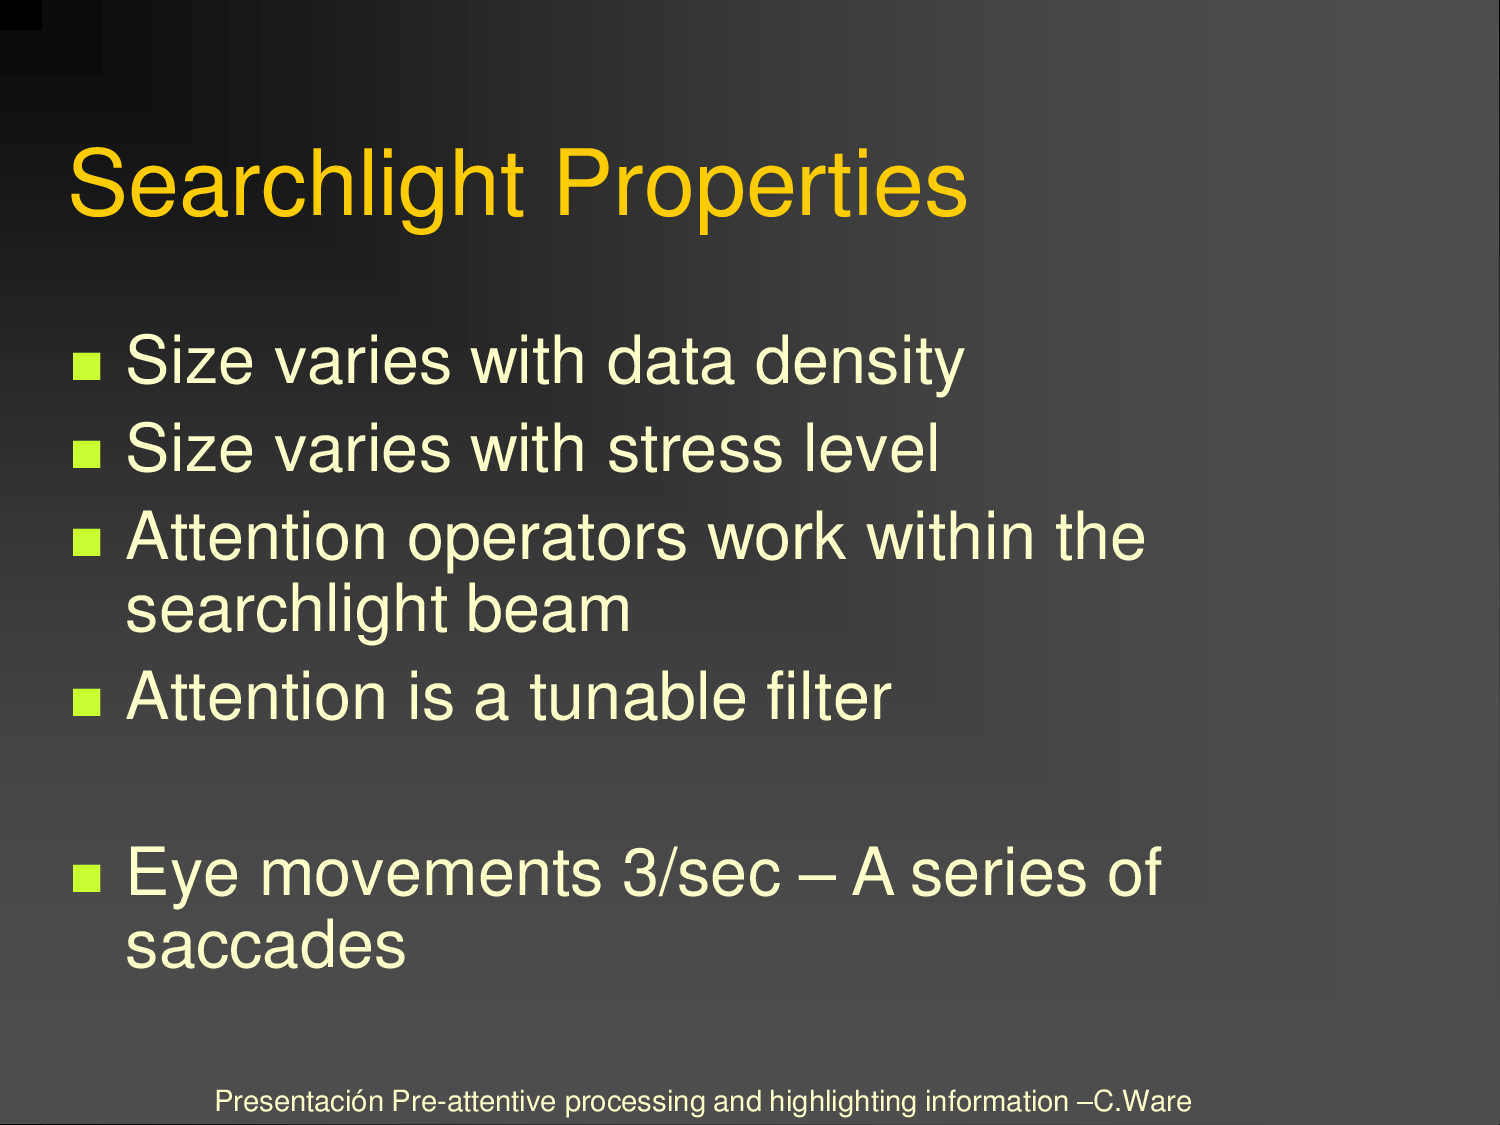 Searchlight Properties
Size varies with data density
Size varies with stress level
Attention operators work within the
searchlight beam
Attention is a tunable filter
Eye movements 3/sec – A series of
saccades
Presentación Pre-attentive processing and highlighting information –C.Ware